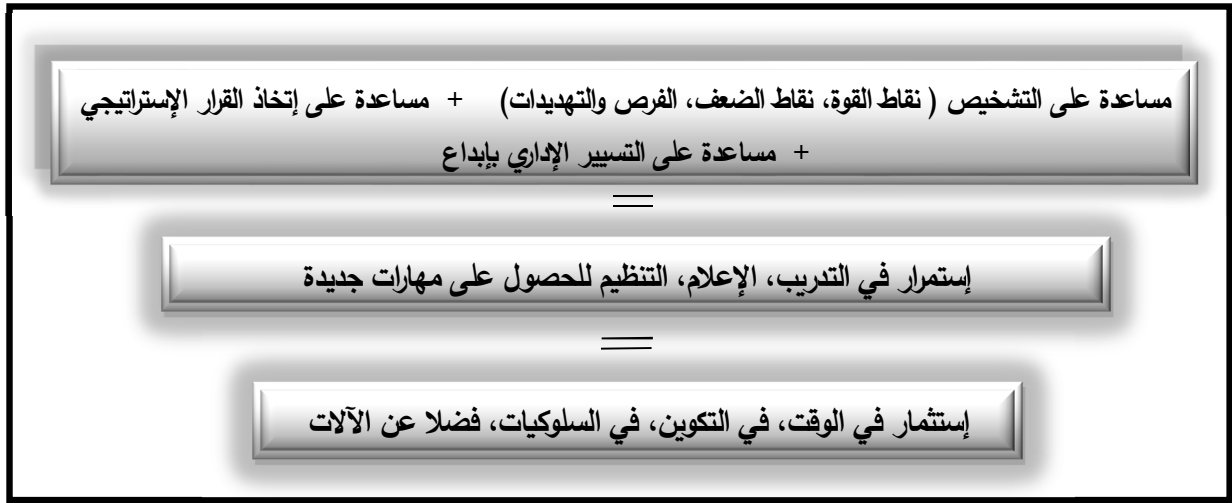 مساعدة على التشخيص ( نقاط القوة، نقاط الضعف، الفرص والتهديدات) + مساعدة على إتخاذ القرار الإستراتيجي
+ مساعدة على التسيير الإداري بإبداع
=
إستمرار في التدريب، الإعلام، التنظيم للحصول على مهارات جديدة
=
إستثمار في الوقت، في التكوين، في السلوكيات، فضلا عن الآلات